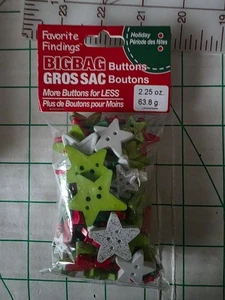 Favorite
Findings®
Holiday
Période des fêtes
BIGBAG Buttons
GROS SAC Boutons
More Buttons for LESS
Plus de Boutons pour Moins
2.25 oz.
63.8 g